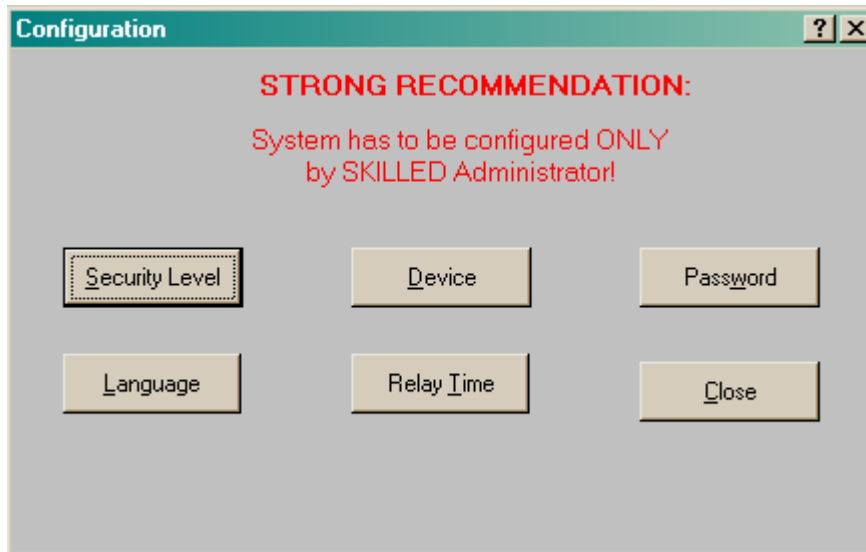 Configuration
STRONG RECOMMENDATION:
System has to be configured ONLY
by SKILLED Administrator!
Security Level
Device
Password
Language
Relay Time
Close